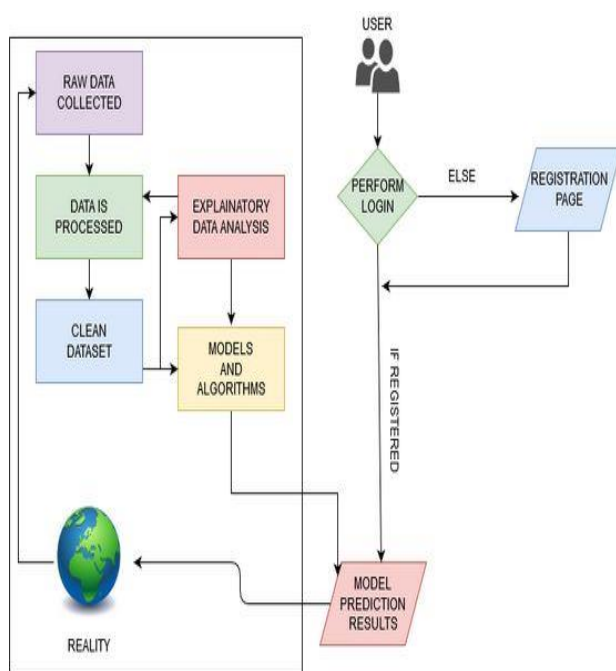 USER
RAW DATA
COLLECTED
PERFORM
LOGIN
ELSE
REGISTRATION
PAGE
DATA IS
PROCESSED
EXPLAINATORY
DATA ANALYSIS
CLEAN
DATASET
MODELS
AND
ALGORITHMS
IF REGISTERED
MODEL
PREDICTION
RESULTS
REALITY